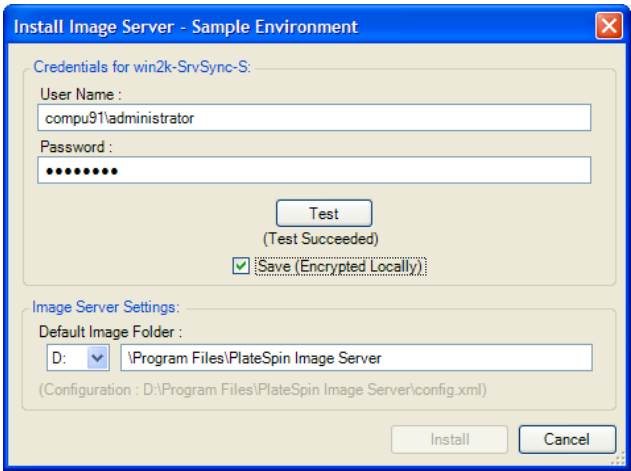 Install Image Server - Sample Environment
Credentials for win2k-SrvSync-S:
User Name :
compu91\administrator
Password :
●●●●●●●●
Test
(Test Succeeded)
Save (Encrypted Locally)
Image Server Settings:
Default Image Folder :
D: \Program Files\PlateSpin Image Server
(Configuration : D:\Program Files\PlateSpin Image Server\config.xml)
Install Cancel